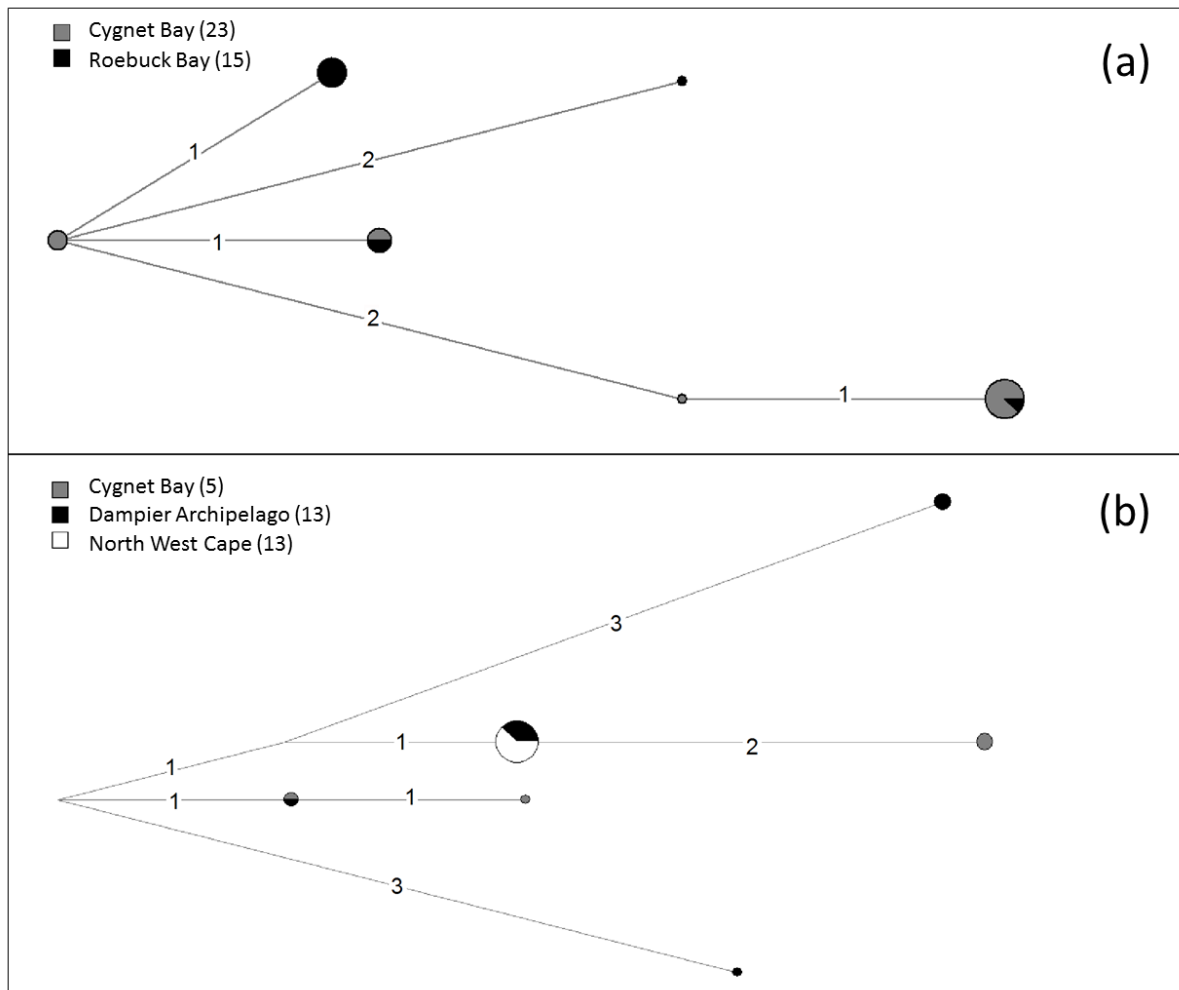 Cygnet Bay (23)
Roebuck Bay (15)
(a)
1
2
1
2
1
Cygnet Bay (5)
Dampier Archipelago (13)
North West Cape (13)
(b)
3
1
2
1
1
1
3